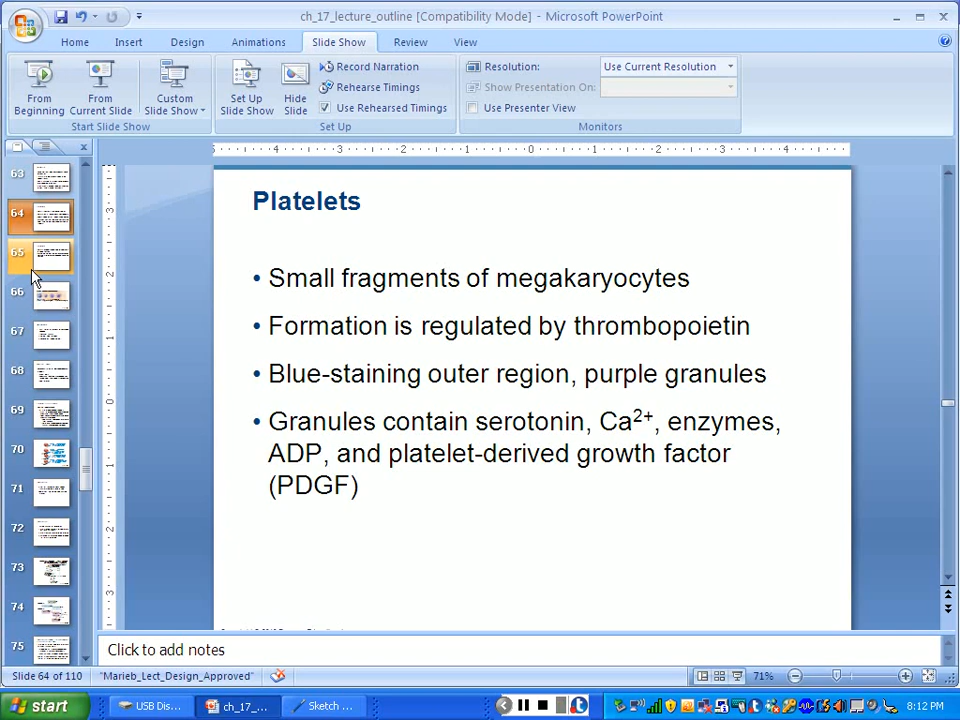 ch_17_lecture_outline [Compatibility Mode] - Microsoft PowerPoint
Home Insert Design Animations Slide Show Review View
From Beginning
From Current Slide
Custom Slide Show
Start Slide Show
Set Up Slide Show
Hide Slide
Record Narration
Rehearse Timings
Use Rehearsed Timings
Set Up
Resolution: Use Current Resolution
Show Presentation On:
Use Presenter View
Monitors
63
64
65
66
67
68
69
70
71
72
73
74
75
Platelets
• Small fragments of megakaryocytes
• Formation is regulated by thrombopoietin
• Blue-staining outer region, purple granules
• Granules contain serotonin, Ca2+, enzymes,
ADP, and platelet-derived growth factor
(PDGF)
Click to add notes
Slide 64 of 110 "Marieb_Lect_Design_Approved" 71%
start USB Dis... ch_17_... Sketch ... 8:12 PM